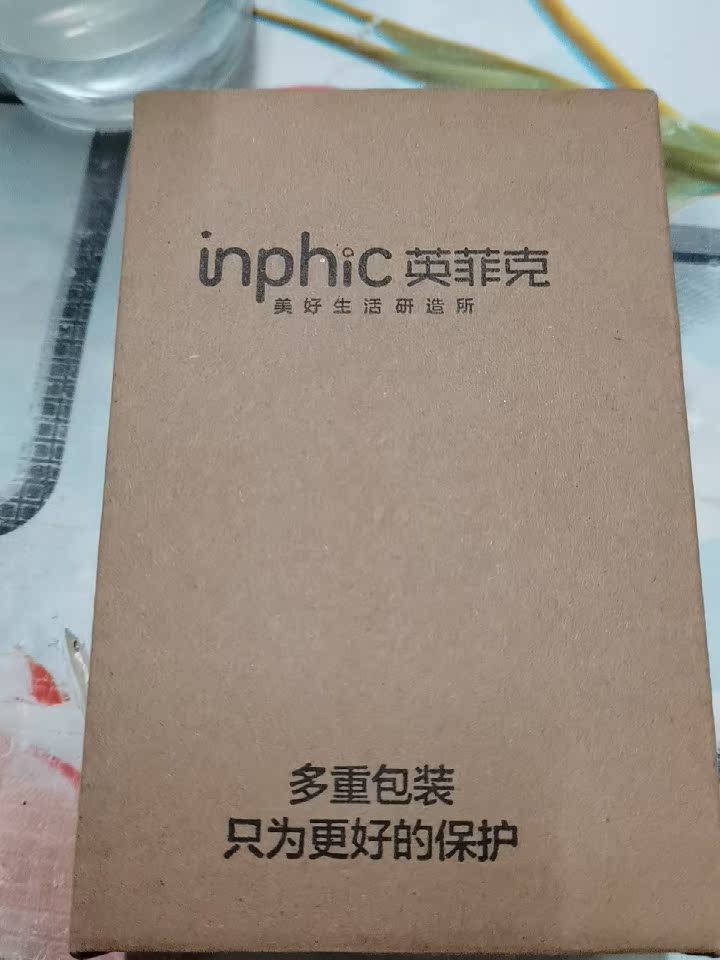 inphic 英菲克
美好生活研造所
多重包装
只为更好的保护